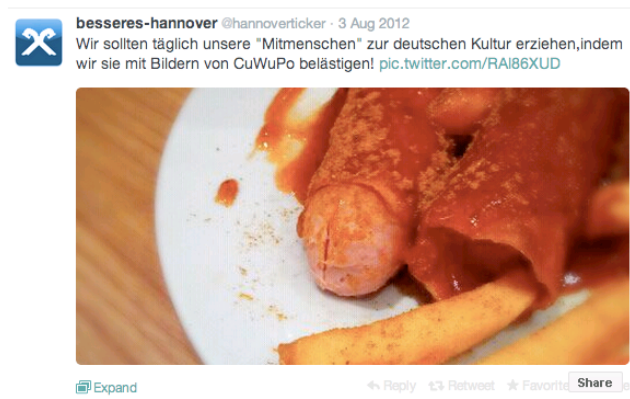 besseres-hannover @hannoverticker · 3 Aug 2012
Wir sollten täglich unsere "Mitmenschen" zur deutschen Kultur erziehen,indem
wir sie mit Bildern von CuWuPo belästigen! pic.twitter.com/RAl86XUD
Expand Reply Retweet Favorite Share e